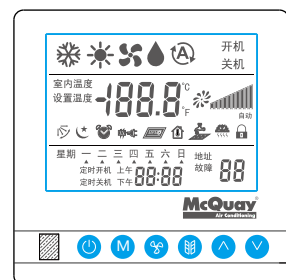 A 开机
关机
室内温度
设置温度 -188.8 °C °F
自动
星期 一 二 三 四 五 六 日 地址
定时开机 上午 故障
定时关机 下午 88:88 88
McQuay
Air Conditioning
M